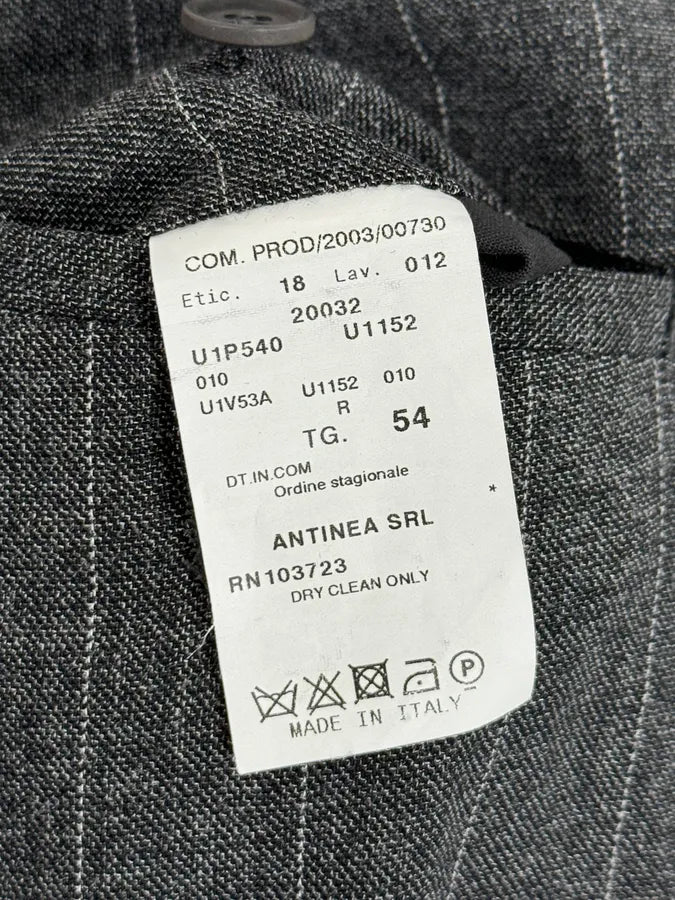 COM. PROD/2003/00730
Etic. 18 Lav. 012
20032
U1P540 U1152
010
U1V53A U1152 010
R
TG. 54
DT.IN.COM
Ordine stagionale
*
ANTINEA SRL
RN103723
DRY CLEAN ONLY
P
MADE IN ITALY